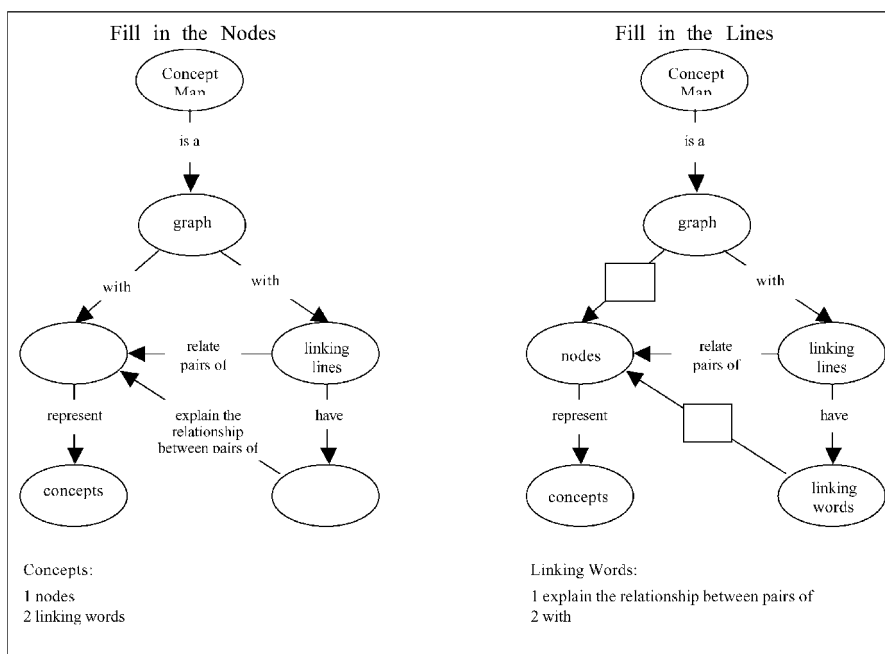 Fill in the Nodes
Concept
Map
is a
graph
with
with
relate
pairs of
linking
lines
represent
explain the
relationship
between pairs of
have
concepts
Concepts:
1 nodes
2 linking words
Fill in the Lines
Concept
Map
is a
graph
with
nodes
relate
pairs of
linking
lines
represent
have
concepts
linking
words
Linking Words:
1 explain the relationship between pairs of
2 with